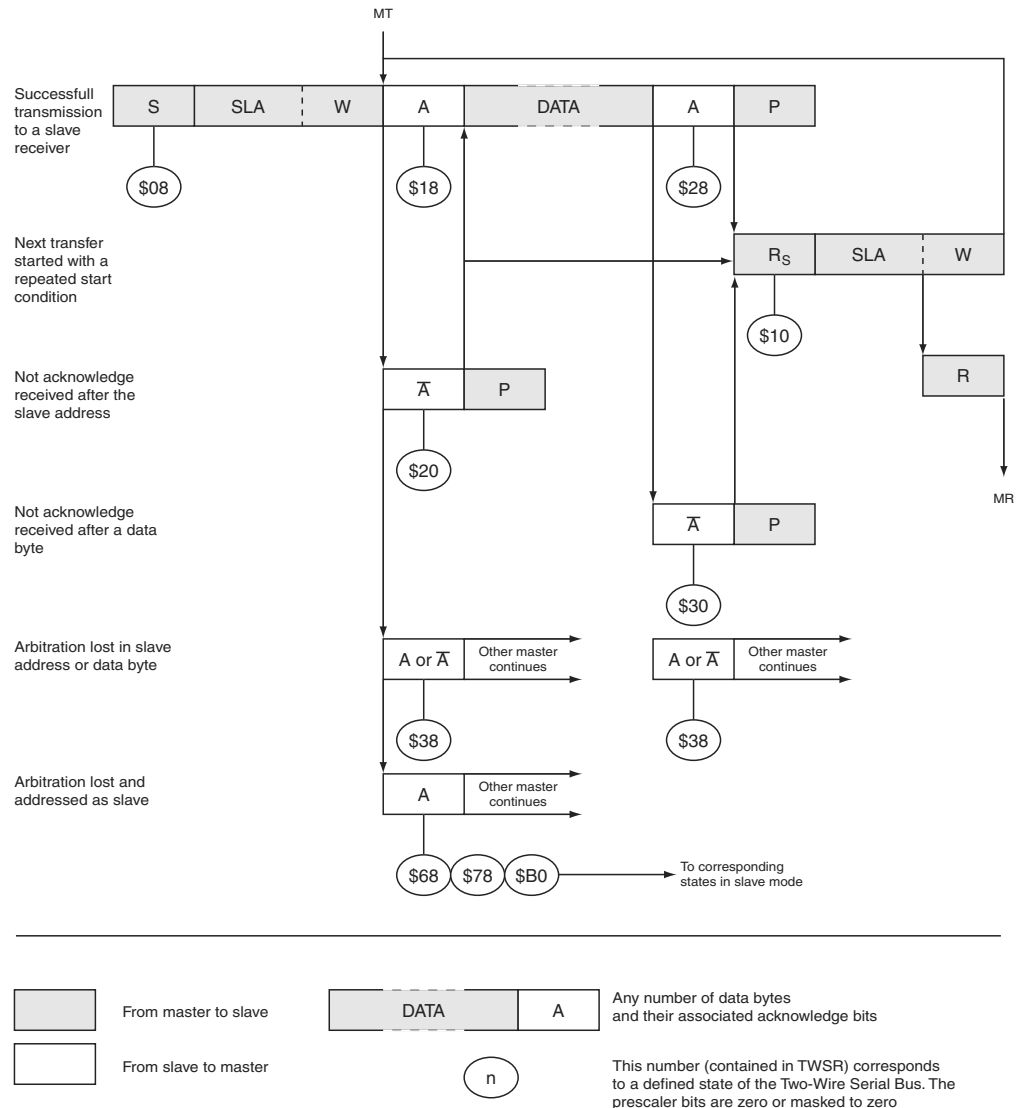 MT
Successfull
transmission
to a slave
receiver
S SLA W A DATA A P
$08 $18 $28
Next transfer
started with a
repeated start
condition
RS SLA W
$10
Not acknowledge
received after the
slave address
A̅ P
R
$20
MR
Not acknowledge
received after a data
byte
A̅ P
$30
Arbitration lost in slave
address or data byte
A or A̅ Other master
continues
A or A̅ Other master
continues
$38 $38
Arbitration lost and
addressed as slave
A Other master
continues
$68 $78 $B0
To corresponding
states in slave mode
From master to slave
DATA A
Any number of data bytes
and their associated acknowledge bits
From slave to master
n
This number (contained in TWSR) corresponds
to a defined state of the Two-Wire Serial Bus. The
prescaler bits are zero or masked to zero